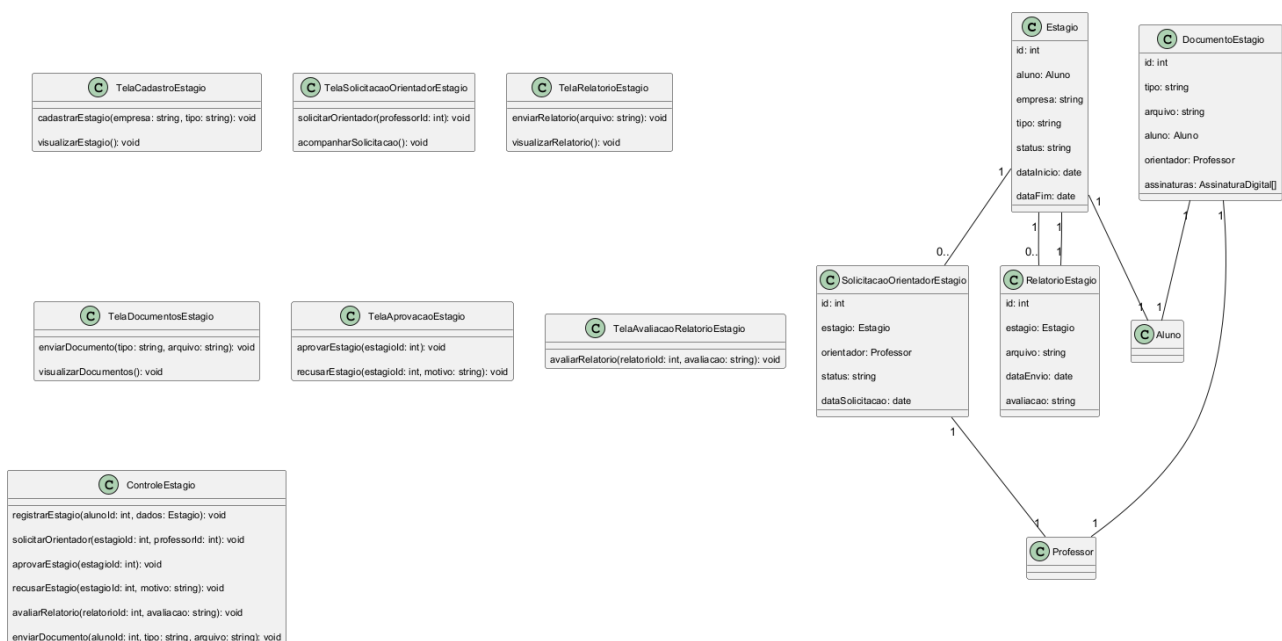 C TelaCadastroEstagio
cadastrarEstagio(empresa: string, tipo: string): void
visualizarEstagio(): void
C TelaSolicitacaoOrientadorEstagio
solicitarOrientador(professorId: int): void
acompanharSolicitacao(): void
C TelaRelatorioEstagio
enviarRelatorio(arquivo: string): void
visualizarRelatorio(): void
C Estagio
id: int
aluno: Aluno
empresa: string
tipo: string
status: string
dataInicio: date
dataFim: date
C DocumentoEstagio
id: int
tipo: string
arquivo: string
aluno: Aluno
orientador: Professor
assinaturas: AssinaturaDigital[]
1
1
1
1
1
1
0..
0..
1
C TelaDocumentosEstagio
enviarDocumento(tipo: string, arquivo: string): void
visualizarDocumentos(): void
C TelaAprovacaoEstagio
aprovarEstagio(estagioId: int): void
recusarEstagio(estagioId: int, motivo: string): void
C TelaAvaliacaoRelatorioEstagio
avaliarRelatorio(relatorioId: int, avaliacao: string): void
C SolicitacaoOrientadorEstagio
id: int
estagio: Estagio
orientador: Professor
status: string
dataSolicitacao: date
C RelatorioEstagio
id: int
estagio: Estagio
arquivo: string
dataEnvio: date
avaliacao: string
1
1
C Aluno
1
1
1
C Professor
C ControleEstagio
registrarEstagio(alunoId: int, dados: Estagio): void
solicitarOrientador(estagioId: int, professorId: int): void
aprovarEstagio(estagioId: int): void
recusarEstagio(estagioId: int, motivo: string): void
avaliarRelatorio(relatorioId: int, avaliacao: string): void
enviarDocumento(alunoId: int, tipo: string, arquivo: string): void